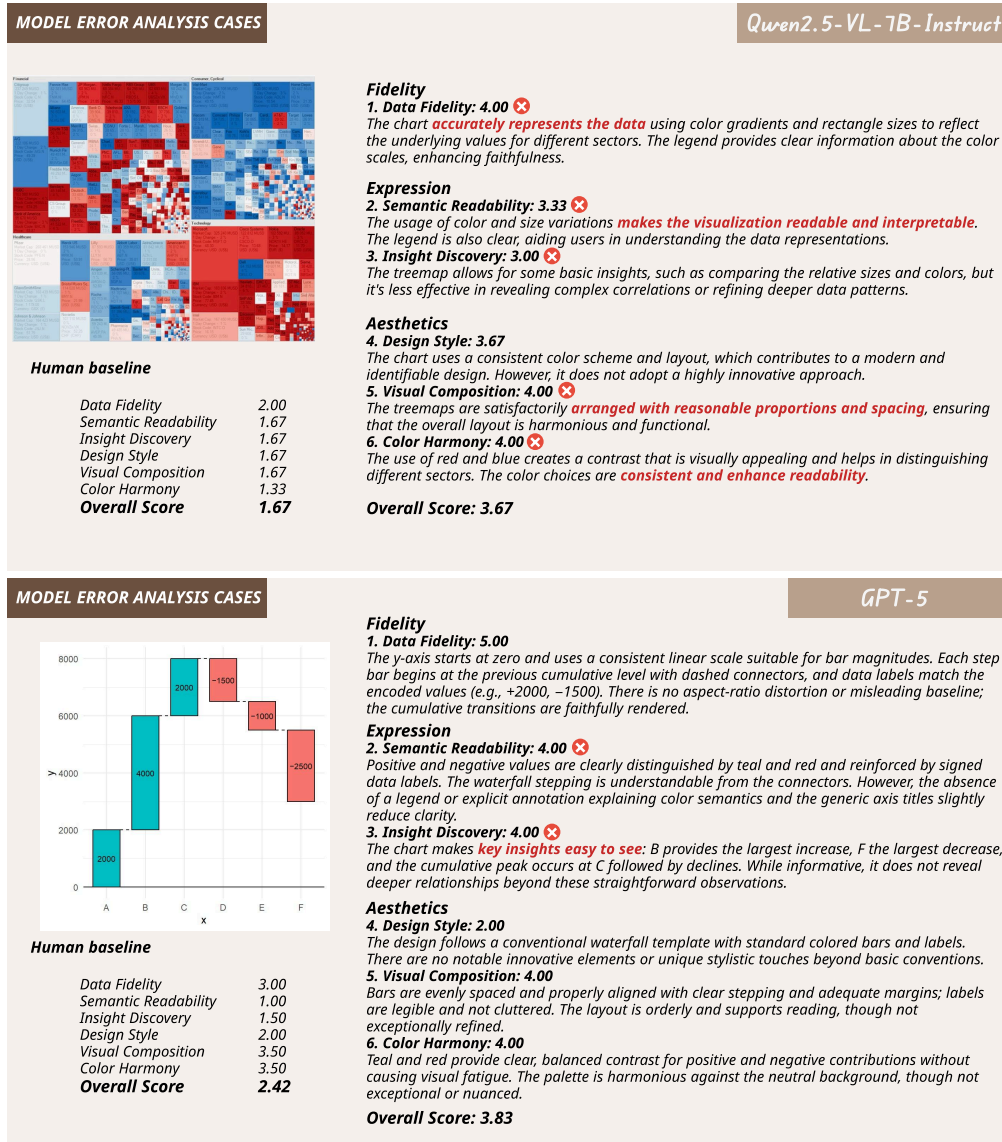 MODEL ERROR ANALYSIS CASES
Qwen2.5-VL-7B-Instruct
Financial
Consumer, Cyclical
Technology
Healthcare
Human baseline
Data Fidelity 2.00
Semantic Readability 1.67
Insight Discovery 1.67
Design Style 1.67
Visual Composition 1.67
Color Harmony 1.33
Overall Score 1.67
Fidelity
1. Data Fidelity: 4.00
The chart accurately represents the data using color gradients and rectangle sizes to reflect
the underlying values for different sectors. The legend provides clear information about the color
scales, enhancing faithfulness.
Expression
2. Semantic Readability: 3.33
The usage of color and size variations makes the visualization readable and interpretable.
The legend is also clear, aiding users in understanding the data representations.
3. Insight Discovery: 3.00
The treemap allows for some basic insights, such as comparing the relative sizes and colors, but
it's less effective in revealing complex correlations or refining deeper data patterns.
Aesthetics
4. Design Style: 3.67
The chart uses a consistent color scheme and layout, which contributes to a modern and
identifiable design. However, it does not adopt a highly innovative approach.
5. Visual Composition: 4.00
The treemaps are satisfactorily arranged with reasonable proportions and spacing, ensuring
that the overall layout is harmonious and functional.
6. Color Harmony: 4.00
The use of red and blue creates a contrast that is visually appealing and helps in distinguishing
different sectors. The color choices are consistent and enhance readability.
Overall Score: 3.67
MODEL ERROR ANALYSIS CASES
GPT-5
8000
6000
4000
2000
0
y
2000
4000
2000
−1500
−1000
−2500
A B C D E F
x
Human baseline
Data Fidelity 3.00
Semantic Readability 1.00
Insight Discovery 1.50
Design Style 2.00
Visual Composition 3.50
Color Harmony 3.50
Overall Score 2.42
Fidelity
1. Data Fidelity: 5.00
The y-axis starts at zero and uses a consistent linear scale suitable for bar magnitudes. Each step
bar begins at the previous cumulative level with dashed connectors, and data labels match the
encoded values (e.g., +2000, −1500). There is no aspect-ratio distortion or misleading baseline;
the cumulative transitions are faithfully rendered.
Expression
2. Semantic Readability: 4.00
Positive and negative values are clearly distinguished by teal and red and reinforced by signed
data labels. The waterfall stepping is understandable from the connectors. However, the absence
of a legend or explicit annotation explaining color semantics and the generic axis titles slightly
reduce clarity.
3. Insight Discovery: 4.00
The chart makes key insights easy to see: B provides the largest increase, F the largest decrease,
and the cumulative peak occurs at C followed by declines. While informative, it does not reveal
deeper relationships beyond these straightforward observations.
Aesthetics
4. Design Style: 2.00
The design follows a conventional waterfall template with standard colored bars and labels.
There are no notable innovative elements or unique stylistic touches beyond basic conventions.
5. Visual Composition: 4.00
Bars are evenly spaced and properly aligned with clear stepping and adequate margins; labels
are legible and not cluttered. The layout is orderly and supports reading, though not
exceptionally refined.
6. Color Harmony: 4.00
Teal and red provide clear, balanced contrast for positive and negative contributions without
causing visual fatigue. The palette is harmonious against the neutral background, though not
exceptional or nuanced.
Overall Score: 3.83